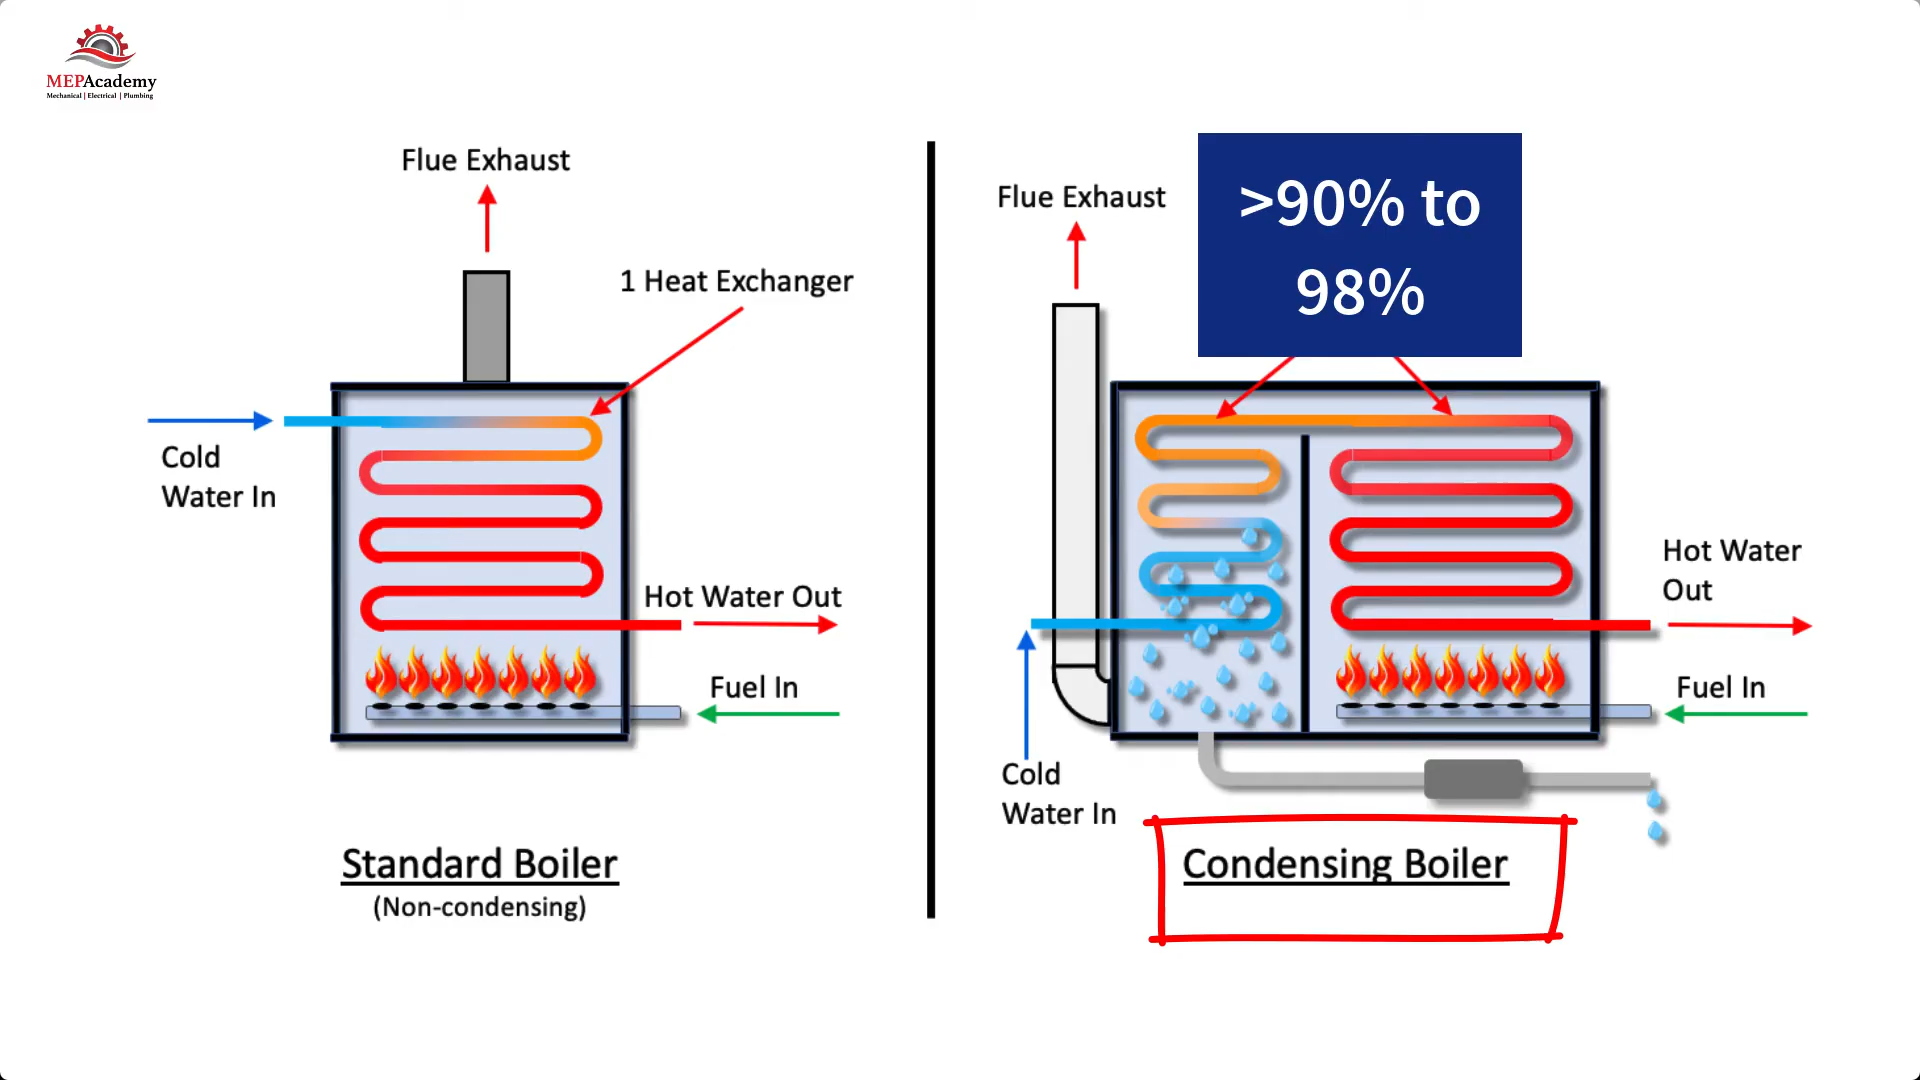 MEPAcademy
Mechanical | Electrical | Plumbing
Flue Exhaust
1 Heat Exchanger
Cold
Water In
Hot Water Out
Fuel In
Standard Boiler
(Non-condensing)
Flue Exhaust
>90% to
98%
Hot Water
Out
Fuel In
Cold
Water In
Condensing Boiler